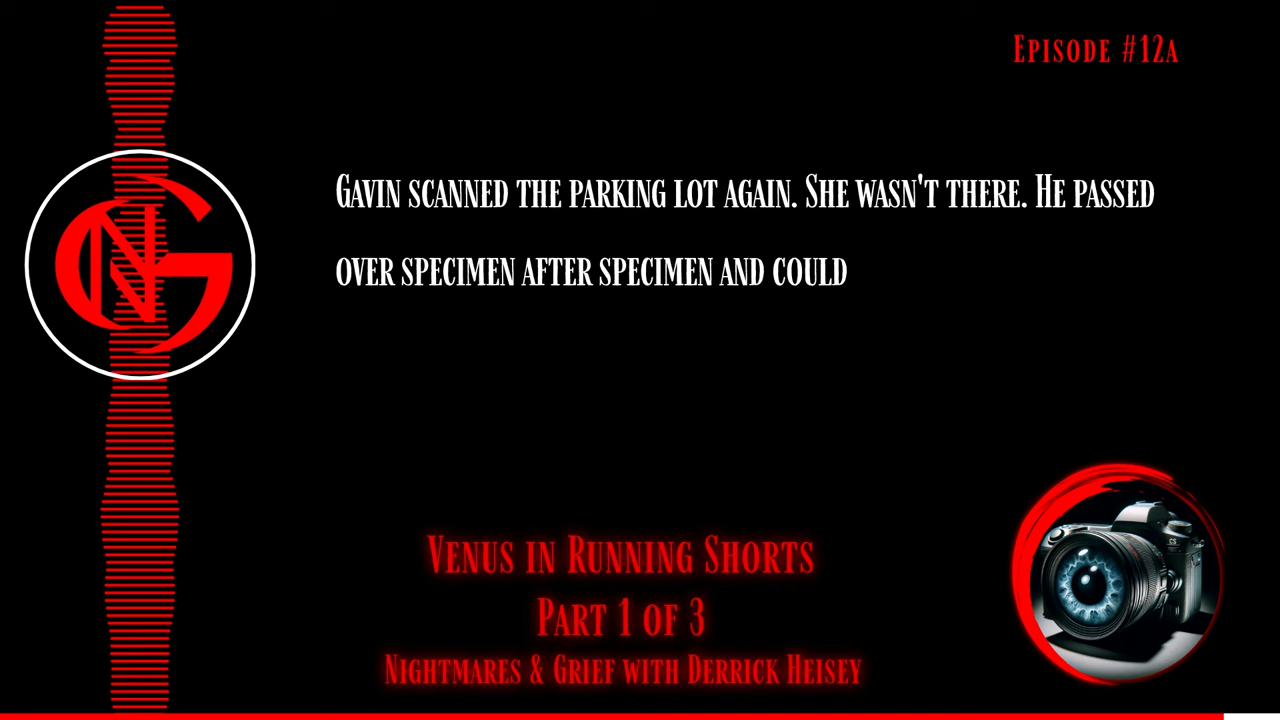 Episode #12a
Gavin scanned the parking lot again. She wasn't there. He passed
over specimen after specimen and could
NG
Venus in Running Shorts
Part 1 of 3
Nightmares & Grief with Derrick Heisey